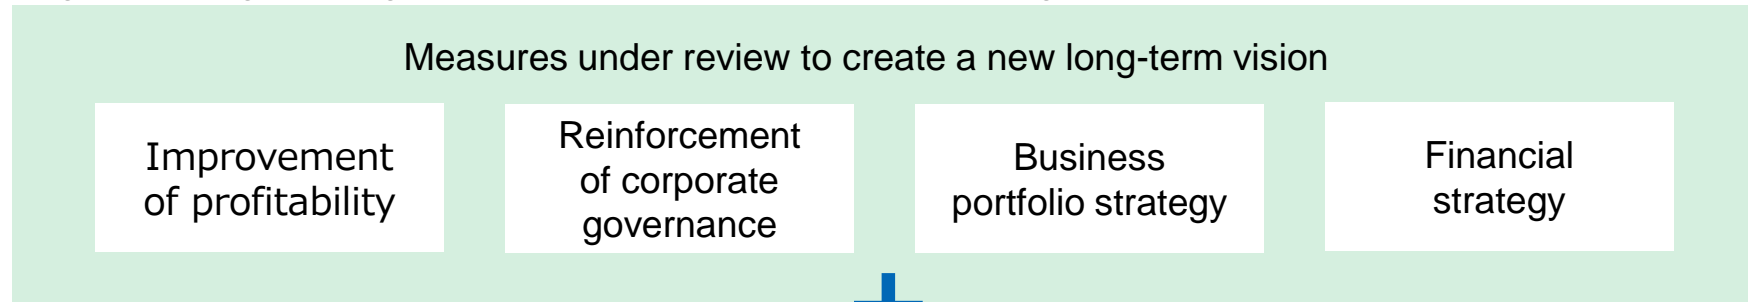 Measures under review to create a new long-term vision
Improvement
of profitability
Reinforcement
of corporate
governance
Business
portfolio strategy
Financial
strategy